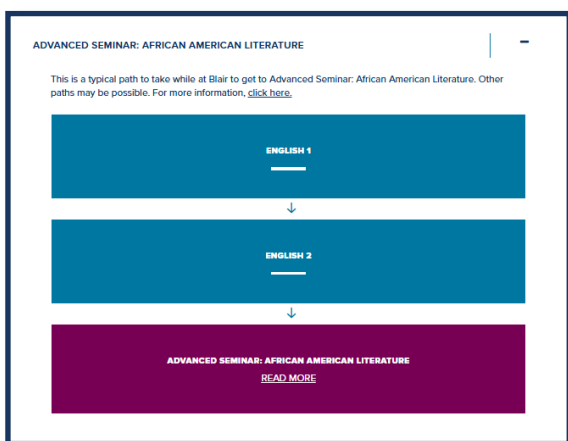 ADVANCED SEMINAR: AFRICAN AMERICAN LITERATURE
This is a typical path to take while at Blair to get to Advanced Seminar: African American Literature. Other
paths may be possible. For more information, click here.
ENGLISH 1
ENGLISH 2
ADVANCED SEMINAR: AFRICAN AMERICAN LITERATURE
READ MORE